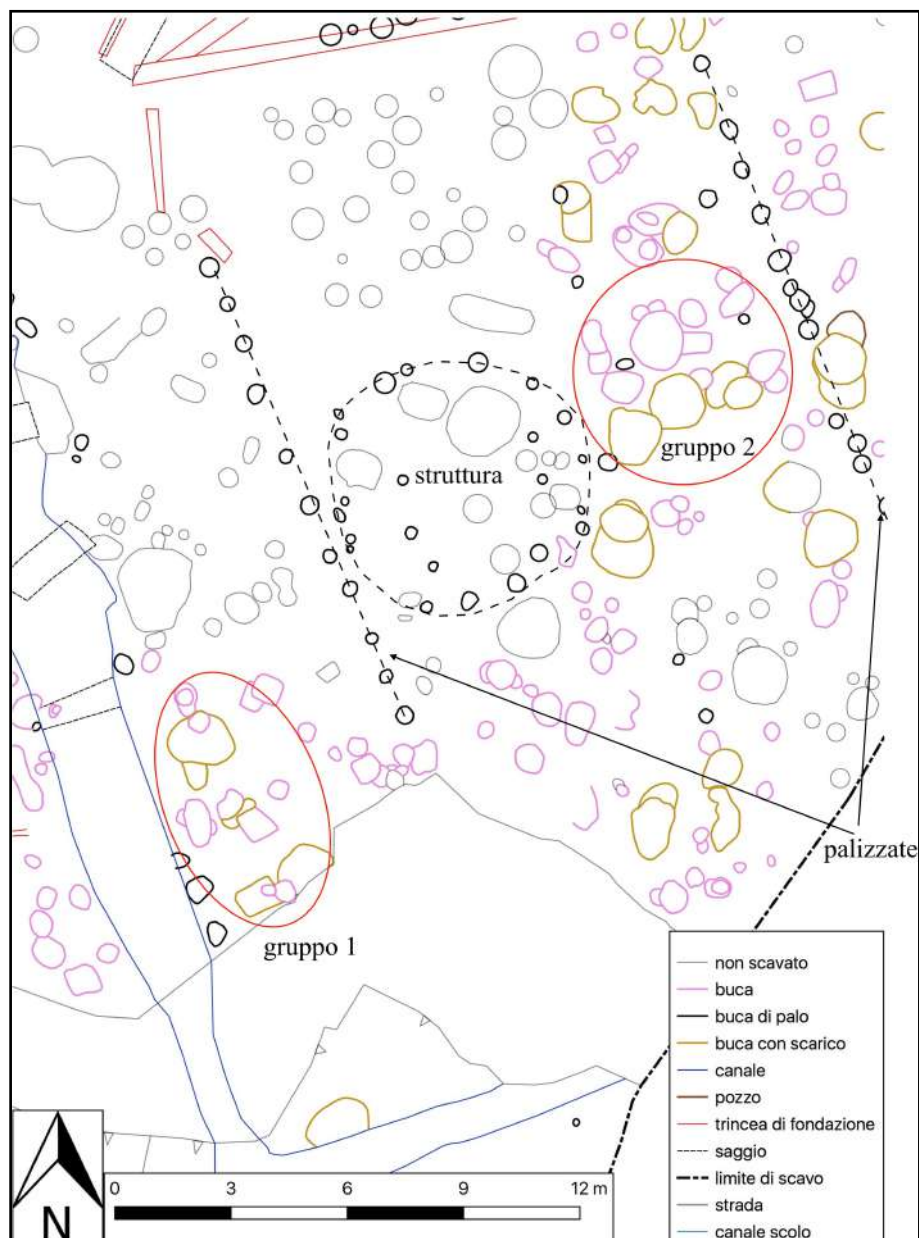 struttura
gruppo 2
palizzate
gruppo 1
non scavato
buca
buca di palo
buca con scarico
canale
pozzo
trincea di fondazione
saggio
limite di scavo
strada
canale scolo
N
0 3 6 9 12 m